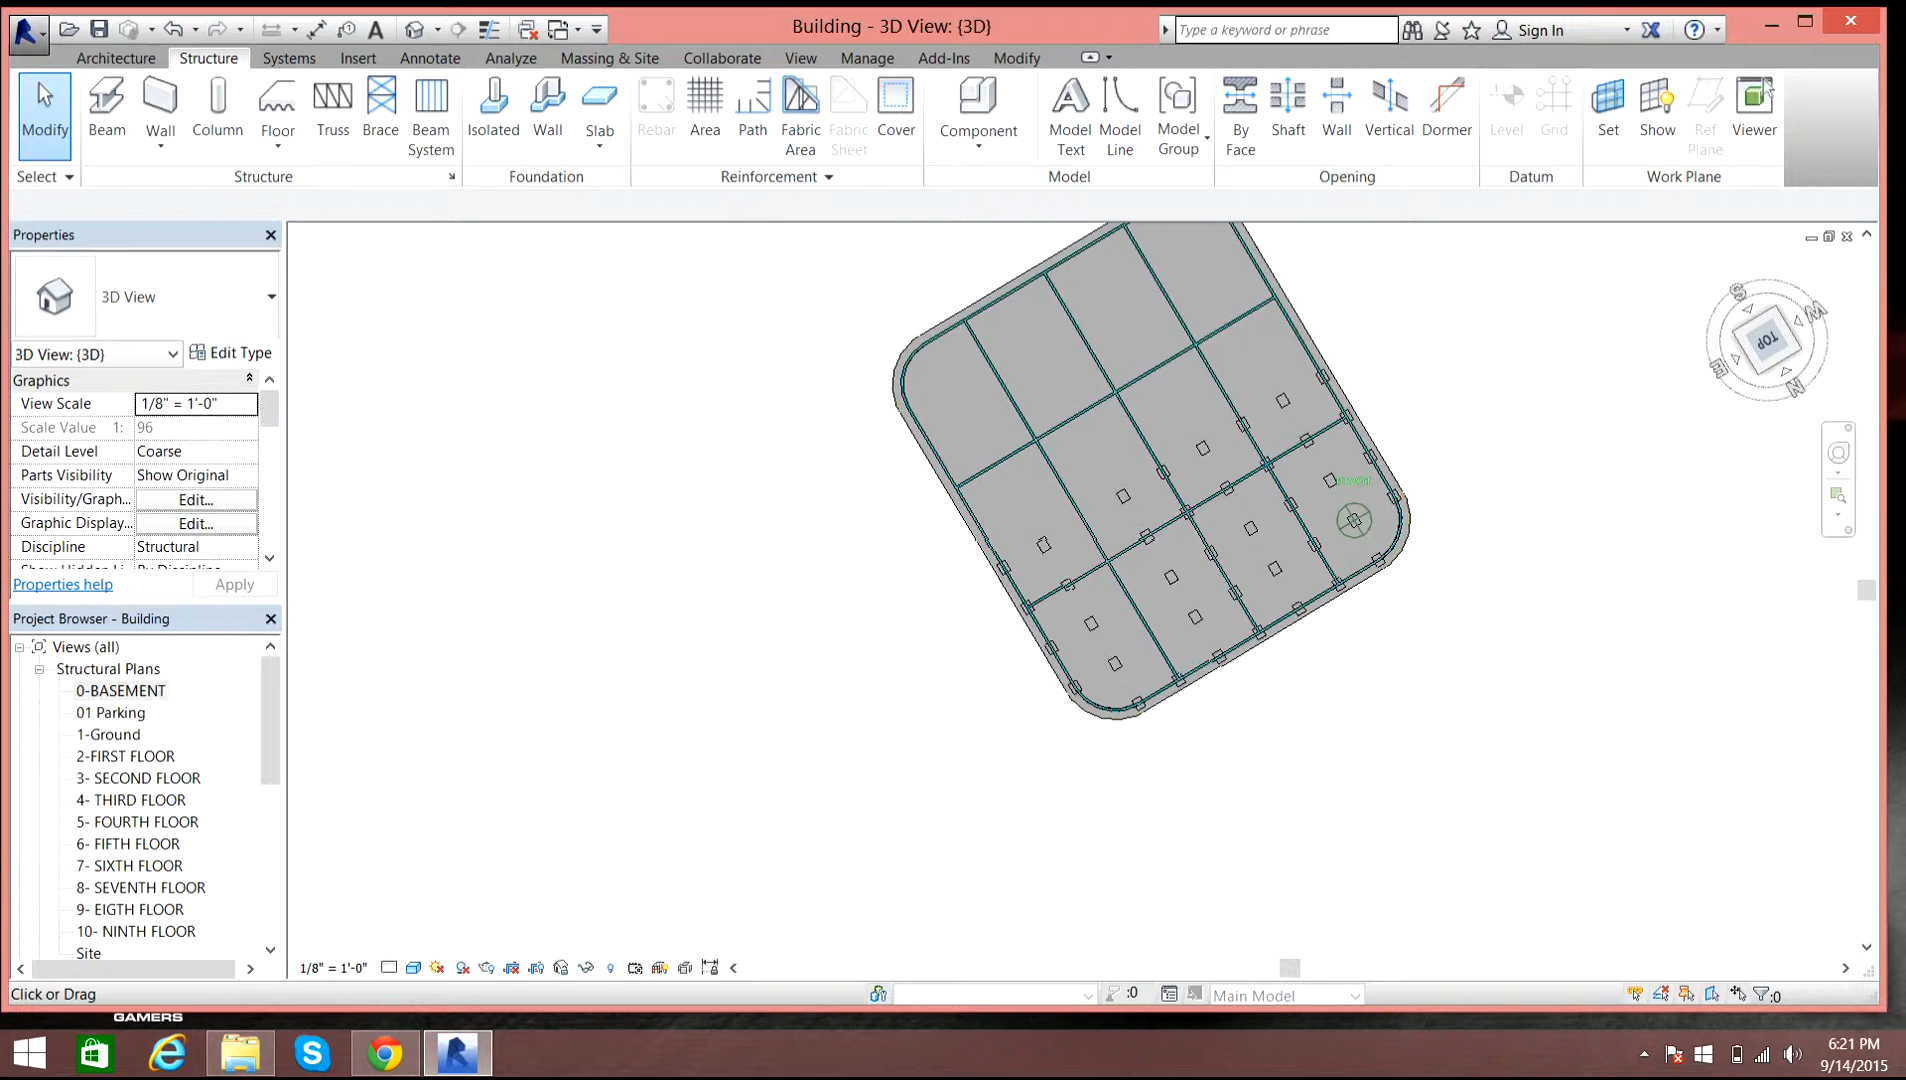 Building - 3D View: {3D}
Type a keyword or phrase
Sign In
Architecture
Structure
Systems
Insert
Annotate
Analyze
Massing & Site
Collaborate
View
Manage
Add-Ins
Modify
Modify
Beam
Wall
Column
Floor
Truss
Brace
Beam System
Isolated
Wall
Slab
Rebar
Area
Path
Fabric Area
Fabric Sheet
Cover
Component
Model Text
Model Line
Model Group
By Face
Shaft
Wall
Vertical
Dormer
Level
Grid
Set
Show
Ref Plane
Viewer
Select
Structure
Foundation
Reinforcement
Model
Opening
Datum
Work Plane
Properties
3D View
3D View: {3D}
Edit Type
Graphics
View Scale
1/8" = 1'-0"
Scale Value 1:
96
Detail Level
Coarse
Parts Visibility
Show Original
Visibility/Graph...
Edit...
Graphic Display...
Edit...
Discipline
Structural
Properties help
Apply
Project Browser - Building
Views (all)
Structural Plans
0-BASEMENT
01 Parking
1-Ground
2-FIRST FLOOR
3- SECOND FLOOR
4- THIRD FLOOR
5- FOURTH FLOOR
6- FIFTH FLOOR
7- SIXTH FLOOR
8- SEVENTH FLOOR
9- EIGTH FLOOR
10- NINTH FLOOR
Site
TOP
S
W
E
N
1/8" = 1'-0"
Click or Drag
:0
Main Model
:0
GAMERS
6:21 PM
9/14/2015